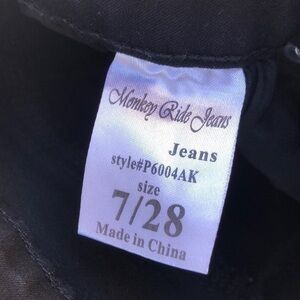 Monkey Ride Jeans
Jeans
style#P6004AK
size
7/28
Made in China